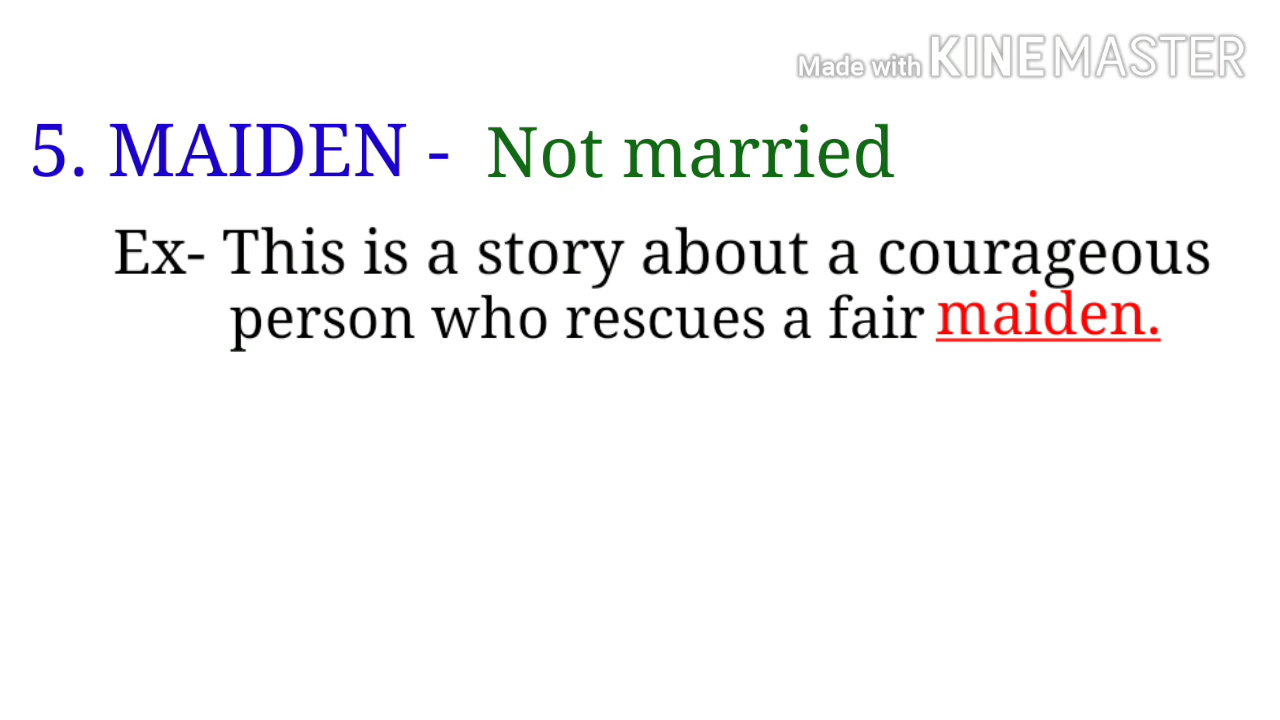 Made with KINEMASTER
5. MAIDEN - Not married
Ex- This is a story about a courageous
person who rescues a fair maiden.